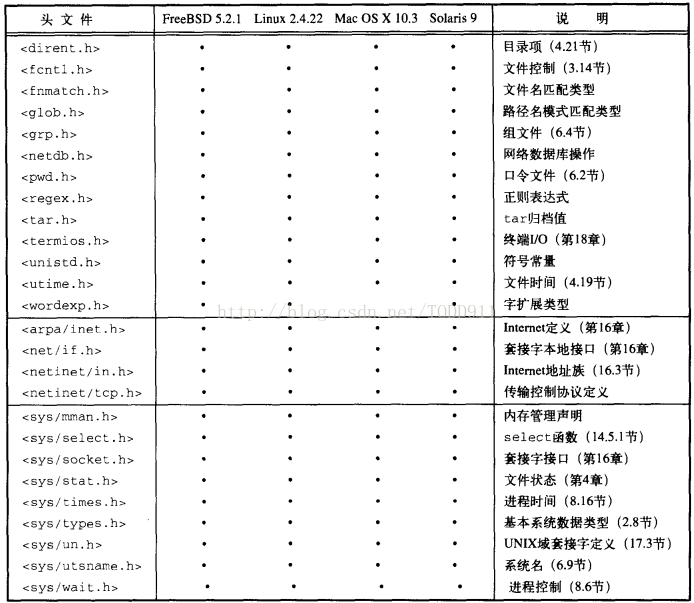 头 文 件 FreeBSD 5.2.1 Linux 2.4.22 Mac OS X 10.3 Solaris 9 说 明
<dirent.h> • • • • 目录项 (4.21节)
<fcntl.h> • • • • 文件控制 (3.14节)
<fnmatch.h> • • • • 文件名匹配类型
<glob.h> • • • • 路径名模式匹配类型
<grp.h> • • • • 组文件 (6.4节)
<netdb.h> • • • • 网络数据库操作
<pwd.h> • • • • 口令文件 (6.2节)
<regex.h> • • • • 正则表达式
<tar.h> • • • • tar归档值
<termios.h> • • • • 终端I/O (第18章)
<unistd.h> • • • • 符号常量
<utime.h> • • • • 文件时间 (4.19节)
<wordexp.h> • • • • 字扩展类型
http://blog.csdn.net/TODD911
<arpa/inet.h> • • • • Internet定义 (第16章)
<net/if.h> • • • • 套接字本地接口 (第16章)
<netinet/in.h> • • • • Internet地址族 (16.3节)
<netinet/tcp.h> • • • • 传输控制协议定义
<sys/mman.h> • • • • 内存管理声明
<sys/select.h> • • • • select函数 (14.5.1节)
<sys/socket.h> • • • • 套接字接口 (第16章)
<sys/stat.h> • • • • 文件状态 (第4章)
<sys/times.h> • • • • 进程时间 (8.16节)
<sys/types.h> • • • • 基本系统数据类型 (2.8节)
<sys/un.h> • • • • UNIX域套接字定义 (17.3节)
<sys/utsname.h> • • • • 系统名 (6.9节)
<sys/wait.h> • • • • 进程控制 (8.6节)